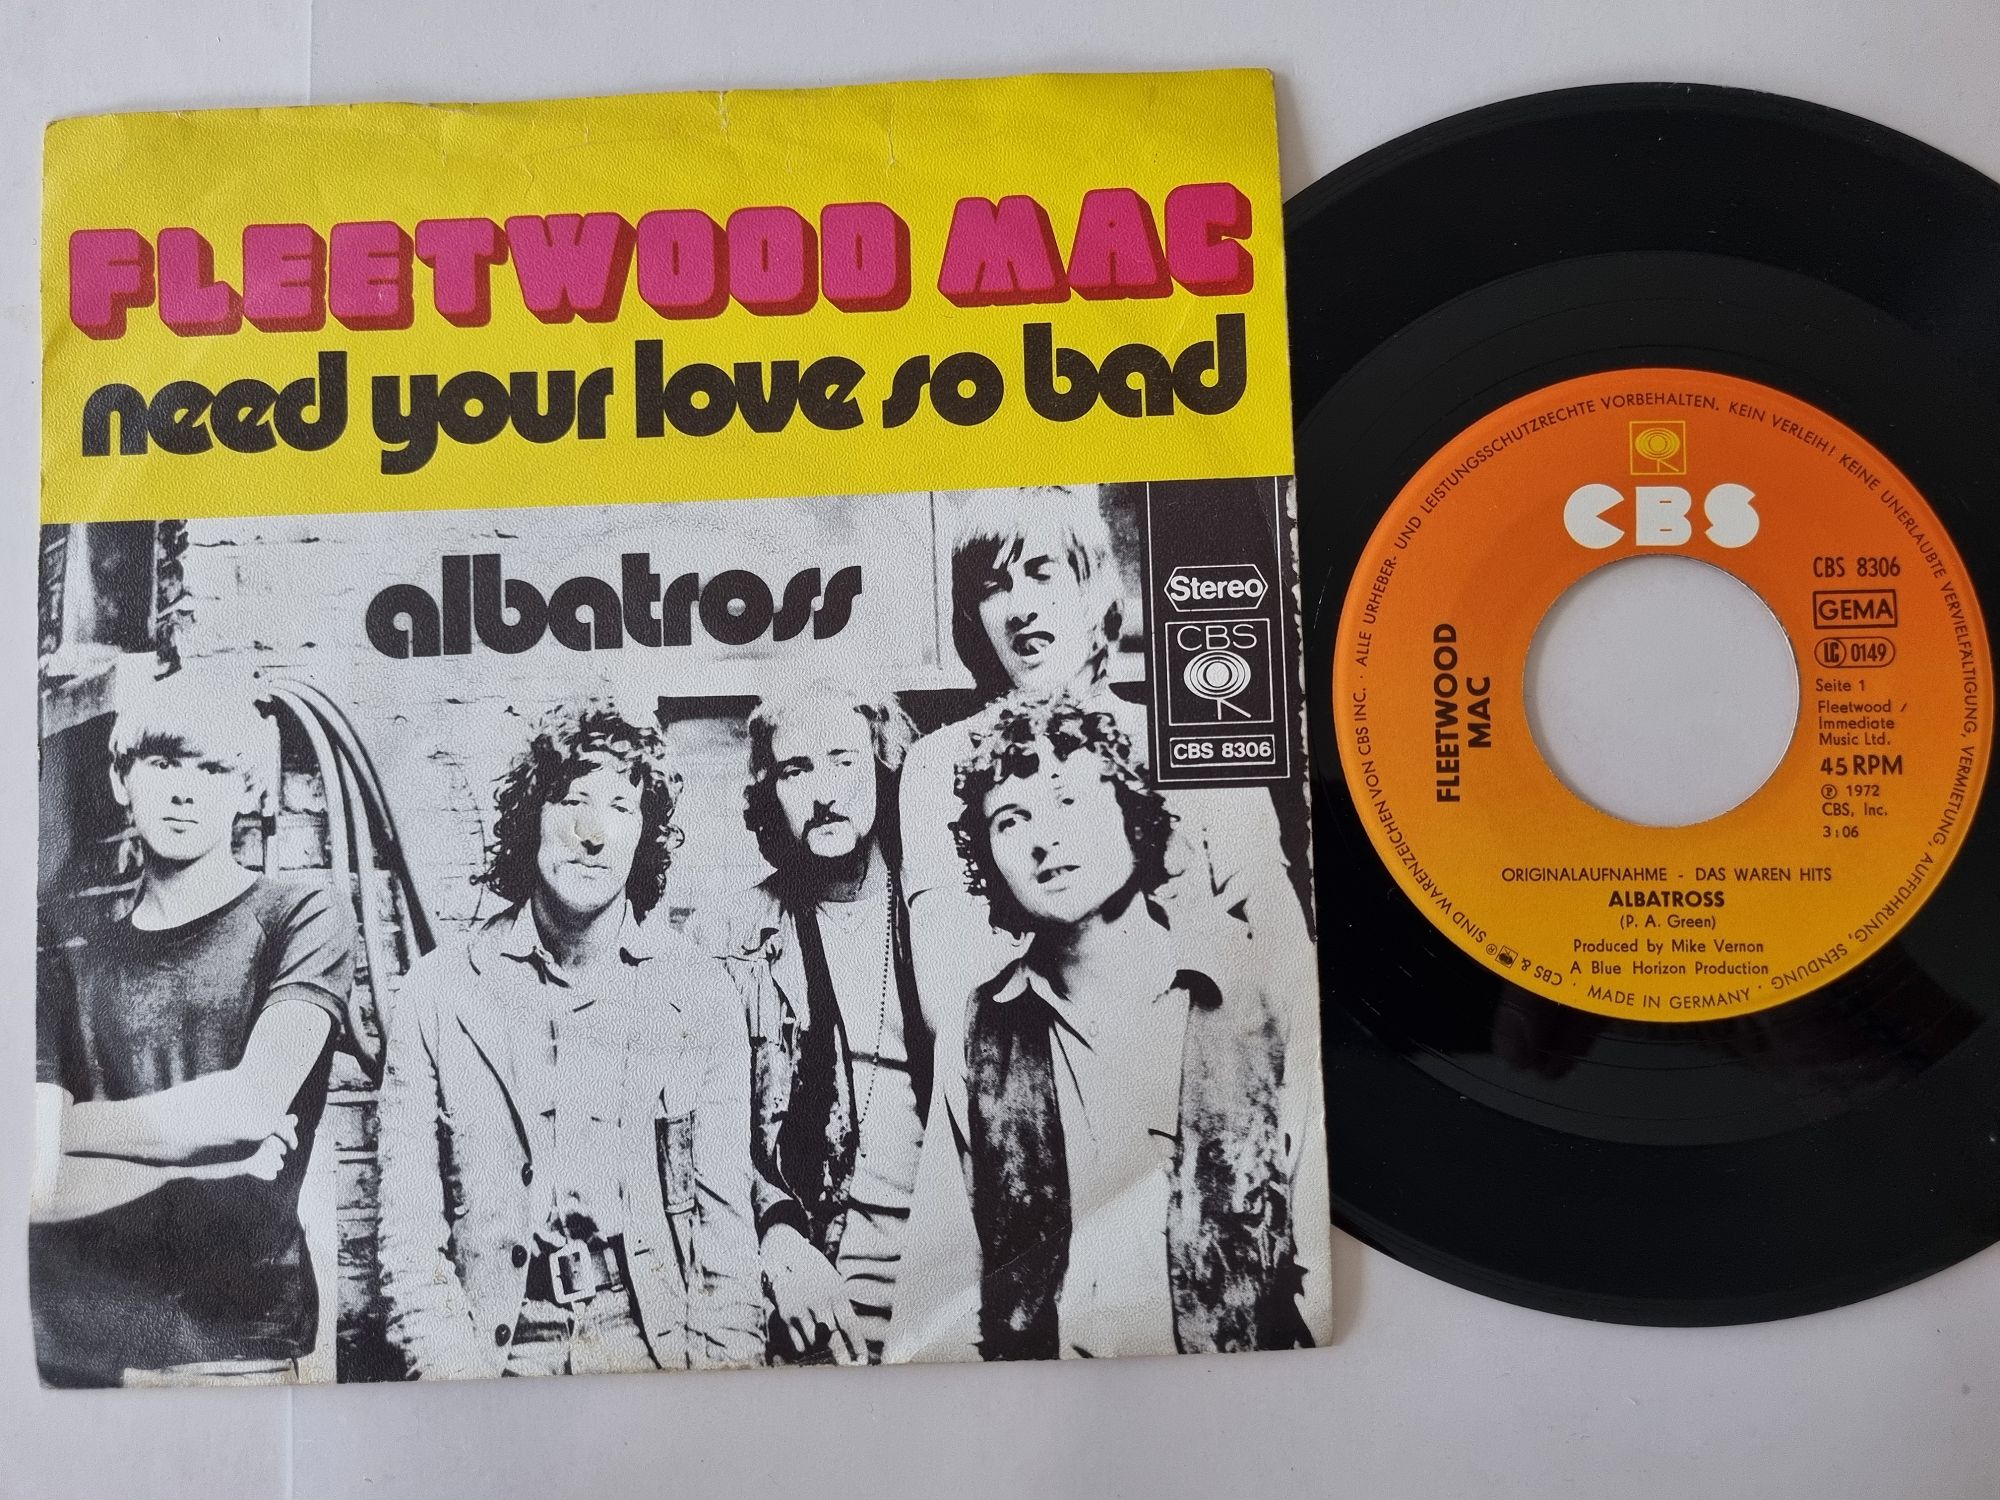 FLEETWOOD MAC
need your love so bad
albatross
Stereo
CBS
CBS 8306
ALLE URHEBER- UND LEISTUNGSSCHUTZRECHTE VORBEHALTEN. KEIN VERLEIH! KEINE UNERLAUBTE VERVIELFÄLTIGUNG, VERMIETUNG, AUFFÜHRUNG, SENDUNG · MADE IN GERMANY · CBS & ® SIND WARENZEICHEN VON CBS INC. ·
CBS
CBS 8306
GEMA
LC 0149
Seite 1
Fleetwood /
Immediate
Music Ltd.
45 RPM
℗ 1972
CBS, Inc.
3:06
FLEETWOOD
MAC
ORIGINALAUFNAHME - DAS WAREN HITS
ALBATROSS
(P. A. Green)
Produced by Mike Vernon
A Blue Horizon Production